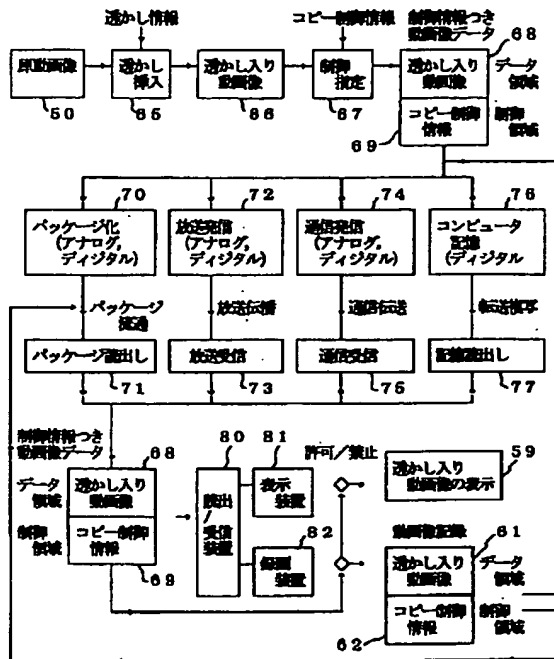 透かし情報
コピー制御情報
制御情報つき
動画像データ
68
原動画像
透かし
挿入
透かし入り
動画像
制御
指定
透かし入り
動画像
データ
領域
50
65
66
67
コピー制御
情報
制御
領域
69
70
72
74
76
パッケージ化
(アナログ,
ディジタル)
放送発信
(アナログ,
ディジタル)
通信発信
(アナログ,
ディジタル)
コンピュータ
記憶
(ディジタル
パッケージ
流通
放送伝播
通信伝送
転送複写
パッケージ読出し
放送受信
通信受信
記憶読出し
71
73
75
77
制御情報つき
動画像データ
68
80
81
許可/禁止
59
データ
領域
透かし入り
動画像
読出
/
受信
装置
表示
装置
透かし入り
動画像の表示
制御
領域
コピー制御
情報
82
録画
装置
動画像記録
61
69
透かし入り
動画像
データ
領域
コピー制御
情報
制御
領域
62